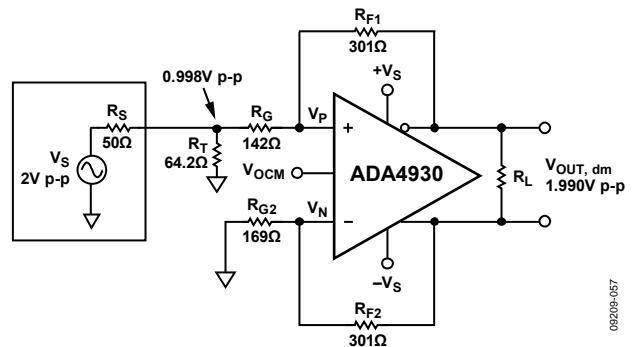 RF1
301Ω
0.998V p-p
+VS
RS
50Ω
RG
142Ω
VP
+
RT
64.2Ω
VS
2V p-p
VOCM
ADA4930
RL
VOUT, dm
1.990V p-p
RG2
169Ω
VN
−
−VS
RF2
301Ω
09209-057